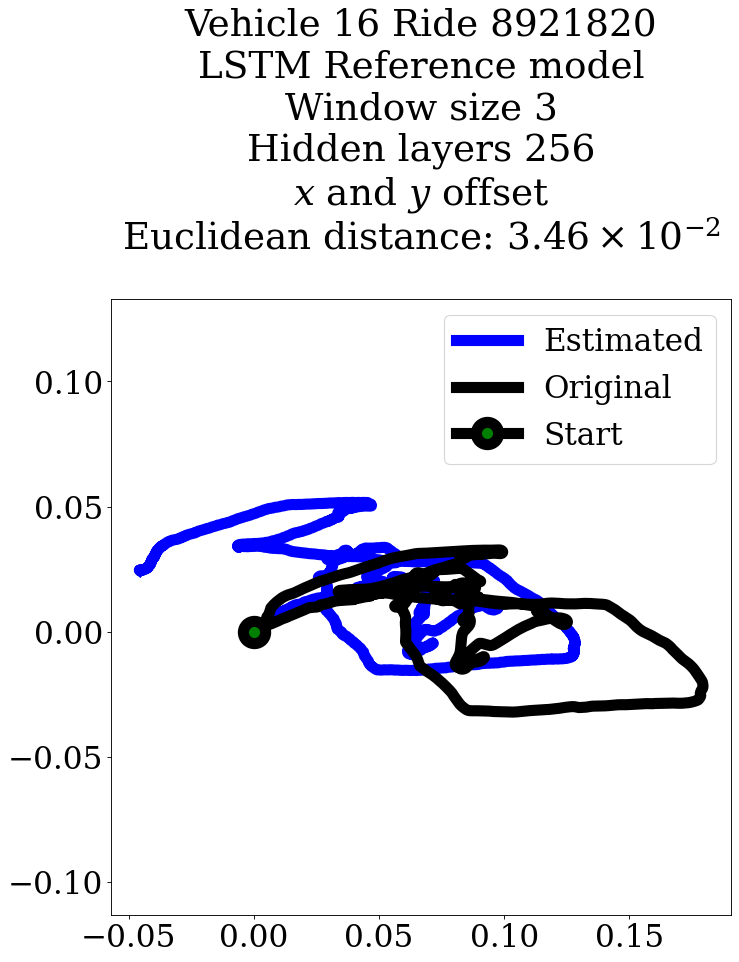 Vehicle 16 Ride 8921820
LSTM Reference model
Window size 3
Hidden layers 256
x and y offset
Euclidean distance: 3.46 × 10⁻²
Estimated
Original
Start
0.10
0.05
0.00
−0.05
−0.10
−0.05 0.00 0.05 0.10 0.15